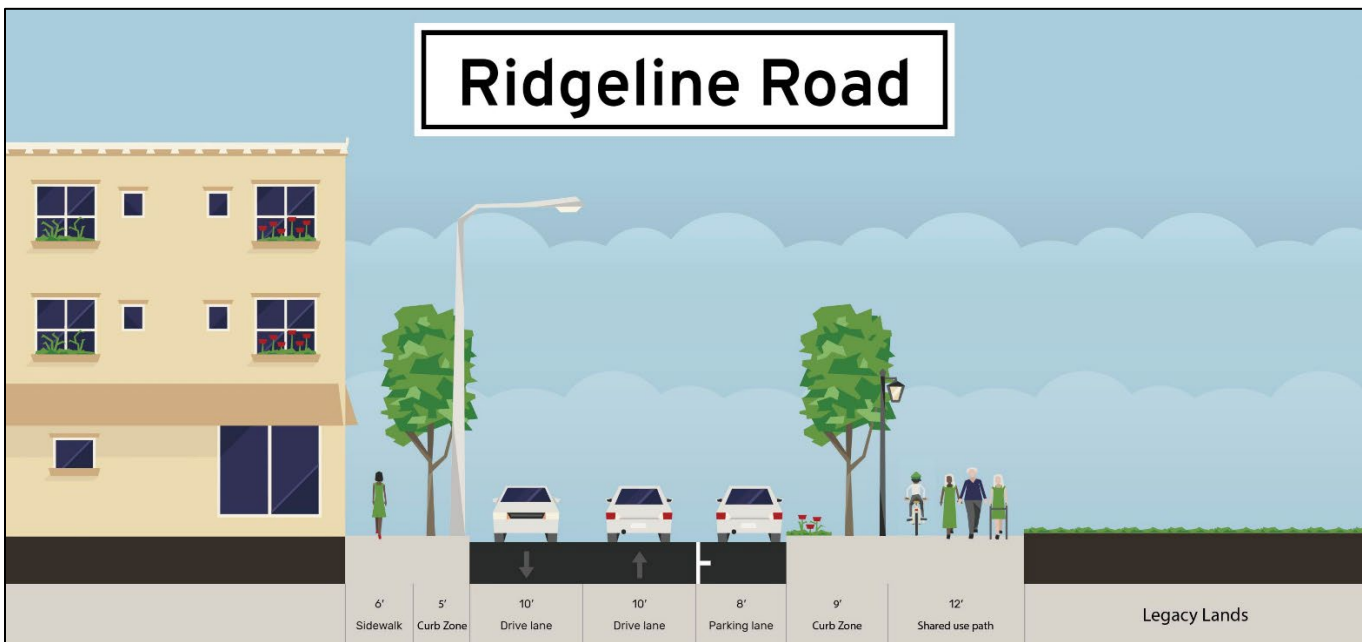 Ridgeline Road
6'
Sidewalk
5'
Curb Zone
10'
Drive lane
10'
Drive lane
8'
Parking lane
9'
Curb Zone
12'
Shared use path
Legacy Lands